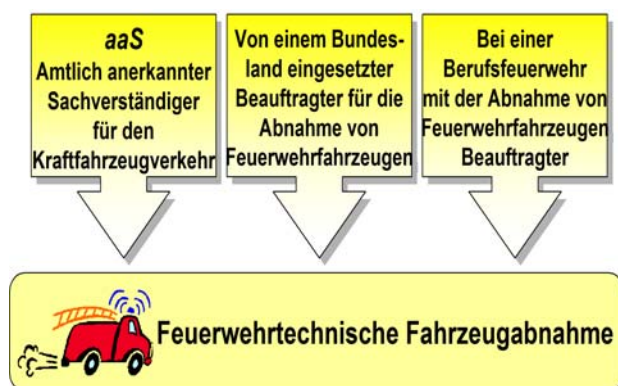 aaS
Amtlich anerkannter
Sachverständiger
für den
Kraftfahrzeugverkehr
Von einem Bundes-
land eingesetzter
Beauftragter für die
Abnahme von
Feuerwehrfahrzeugen
Bei einer
Berufsfeuerwehr
mit der Abnahme von
Feuerwehrfahrzeugen
Beauftragter
Feuerwehrtechnische Fahrzeugabnahme